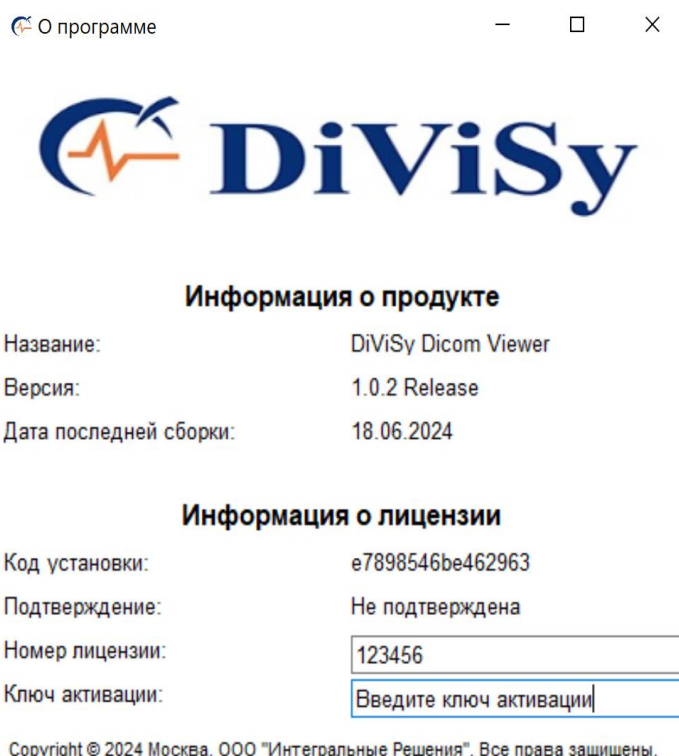 О программе
DiViSy
Информация о продукте
Название: DiViSy Dicom Viewer
Версия: 1.0.2 Release
Дата последней сборки: 18.06.2024
Информация о лицензии
Код установки: e7898546be462963
Подтверждение: Не подтверждена
Номер лицензии: 123456
Ключ активации: Введите ключ активации
Copyright © 2024 Москва, ООО "Интегральные Решения". Все права защищены.